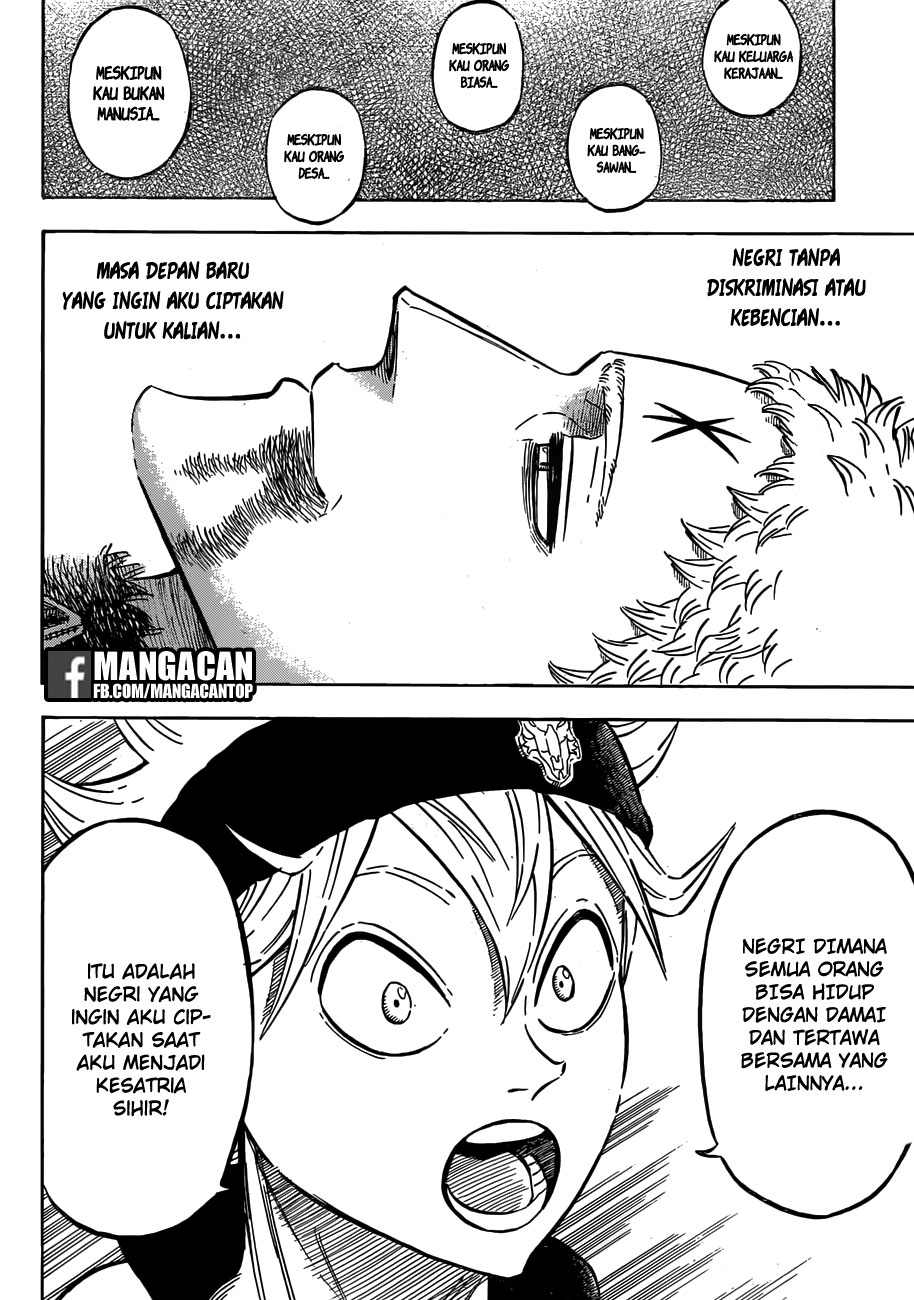 MESKIPUN
KAU KELUARGA
KERAJAAN...
MESKIPUN
KAU BANG-
SAWAN...
MESKIPUN
KAU ORANG
BIASA...
MESKIPUN
KAU ORANG
DESA...
MESKIPUN
KAU BUKAN
MANUSIA...
NEGRI TANPA
DISKRIMINASI ATAU
KEBENCIAN...
MASA DEPAN BARU
YANG INGIN AKU CIPTAKAN
UNTUK KALIAN...
f MANGACAN
FB.COM/MANGACANTOP
NEGRI DIMANA
SEMUA ORANG
BISA HIDUP
DENGAN DAMAI
DAN TERTAWA
BERSAMA YANG
LAINNYA...
ITU ADALAH
NEGRI YANG
INGIN AKU CIP-
TAKAN SAAT
AKU MENJADI
KESATRIA
SIHIR!